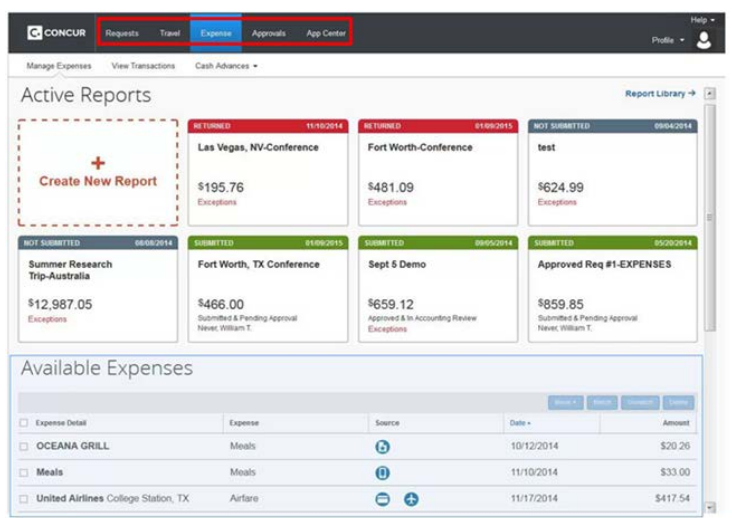 Help
CONCUR Requests Travel Expense Approvals App Center Profile
Manage Expenses View Transactions Cash Advances
Active Reports Report Library →
+
Create New Report
RETURNED 11/10/2014
Las Vegas, NV-Conference
$195.76
Exceptions
RETURNED 01/09/2015
Fort Worth-Conference
$481.09
Exceptions
NOT SUBMITTED 09/04/2014
test
$624.99
Exceptions
NOT SUBMITTED 08/08/2014
Summer Research
Trip-Australia
$12,987.05
Exceptions
SUBMITTED 01/09/2015
Fort Worth, TX Conference
$466.00
Submitted & Pending Approval
Never, William T.
SUBMITTED 09/05/2014
Sept 5 Demo
$659.12
Approved & In Accounting Review
Exceptions
SUBMITTED 05/20/2014
Approved Req #1-EXPENSES
$859.85
Submitted & Pending Approval
Never, William T.
Available Expenses
Move Match Unmatch Delete
Expense Detail Expense Source Date Amount
OCEANA GRILL Meals 10/12/2014 $20.26
Meals Meals 11/10/2014 $33.00
United Airlines College Station, TX Airfare 11/17/2014 $417.54